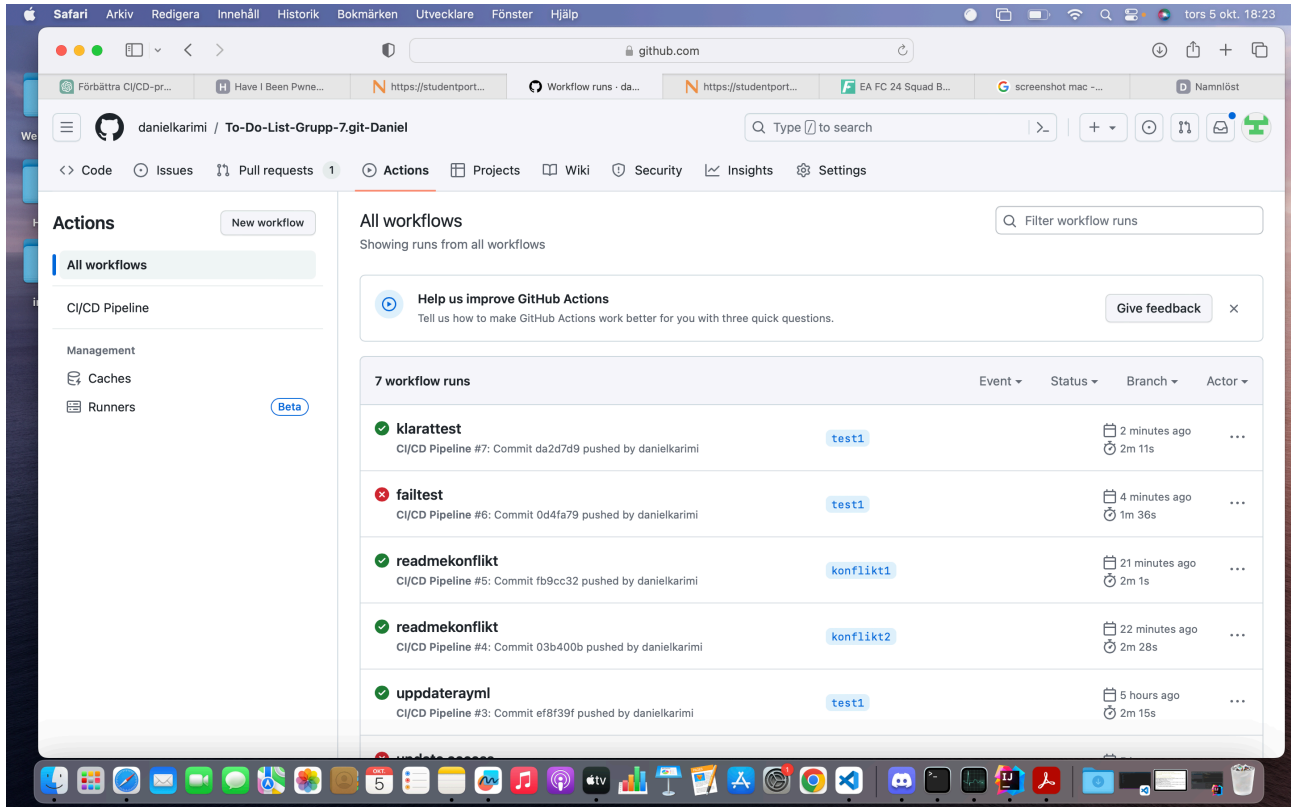 Safari Arkiv Redigera Innehåll Historik Bokmärken Utvecklare Fönster Hjälp tors 5 okt. 18:23
github.com
Förbättra CI/CD-pr... Have I Been Pwne... https://studentport... Workflow runs · da... https://studentport... EA FC 24 Squad B... screenshot mac -... Namnlöst
danielkarimi / To-Do-List-Grupp-7.git-Daniel Type / to search
Code Issues Pull requests 1 Actions Projects Wiki Security Insights Settings
Actions New workflow
All workflows
CI/CD Pipeline
Management
Caches
Runners Beta
All workflows
Showing runs from all workflows
Filter workflow runs
Help us improve GitHub Actions
Tell us how to make GitHub Actions work better for you with three quick questions.
Give feedback
7 workflow runs Event Status Branch Actor
klarattest
CI/CD Pipeline #7: Commit da2d7d9 pushed by danielkarimi
test1
2 minutes ago
2m 11s
failtest
CI/CD Pipeline #6: Commit 0d4fa79 pushed by danielkarimi
test1
4 minutes ago
1m 36s
readmekonflikt
CI/CD Pipeline #5: Commit fb9cc32 pushed by danielkarimi
konflikt1
21 minutes ago
2m 1s
readmekonflikt
CI/CD Pipeline #4: Commit 03b400b pushed by danielkarimi
konflikt2
22 minutes ago
2m 28s
uppdaterayml
CI/CD Pipeline #3: Commit ef8f39f pushed by danielkarimi
test1
5 hours ago
2m 15s
We
OKT.
5
tv